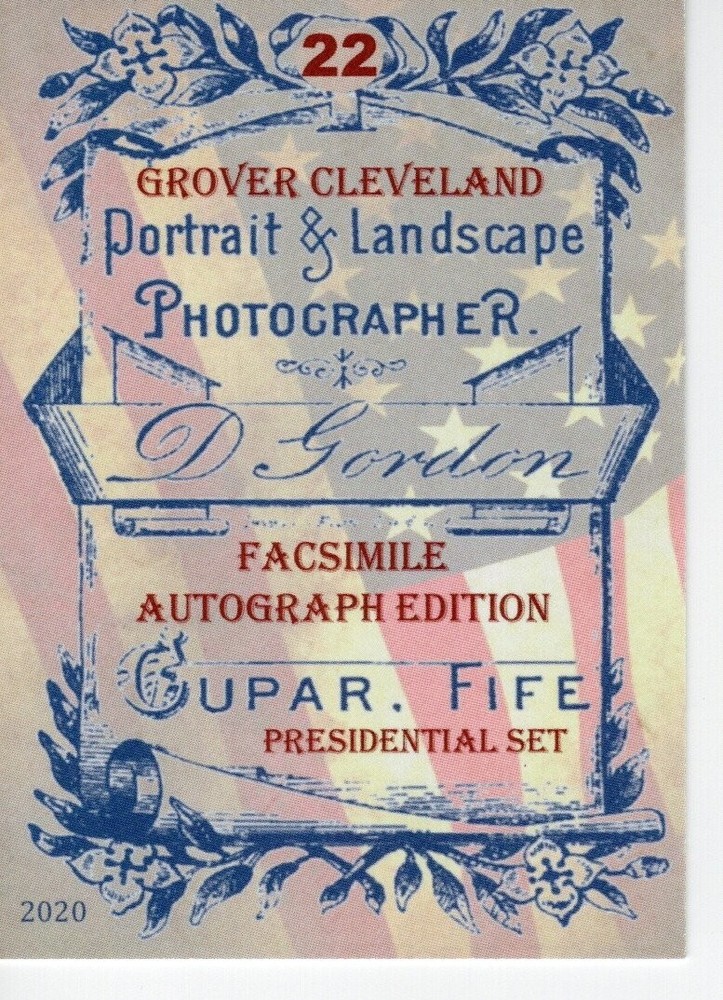 22
GROVER CLEVELAND
Portrait & Landscape
PHOTOGRAPHER.
D Gordon
FACSIMILE
AUTOGRAPH EDITION
CUPAR. FIFE
PRESIDENTIAL SET
2020